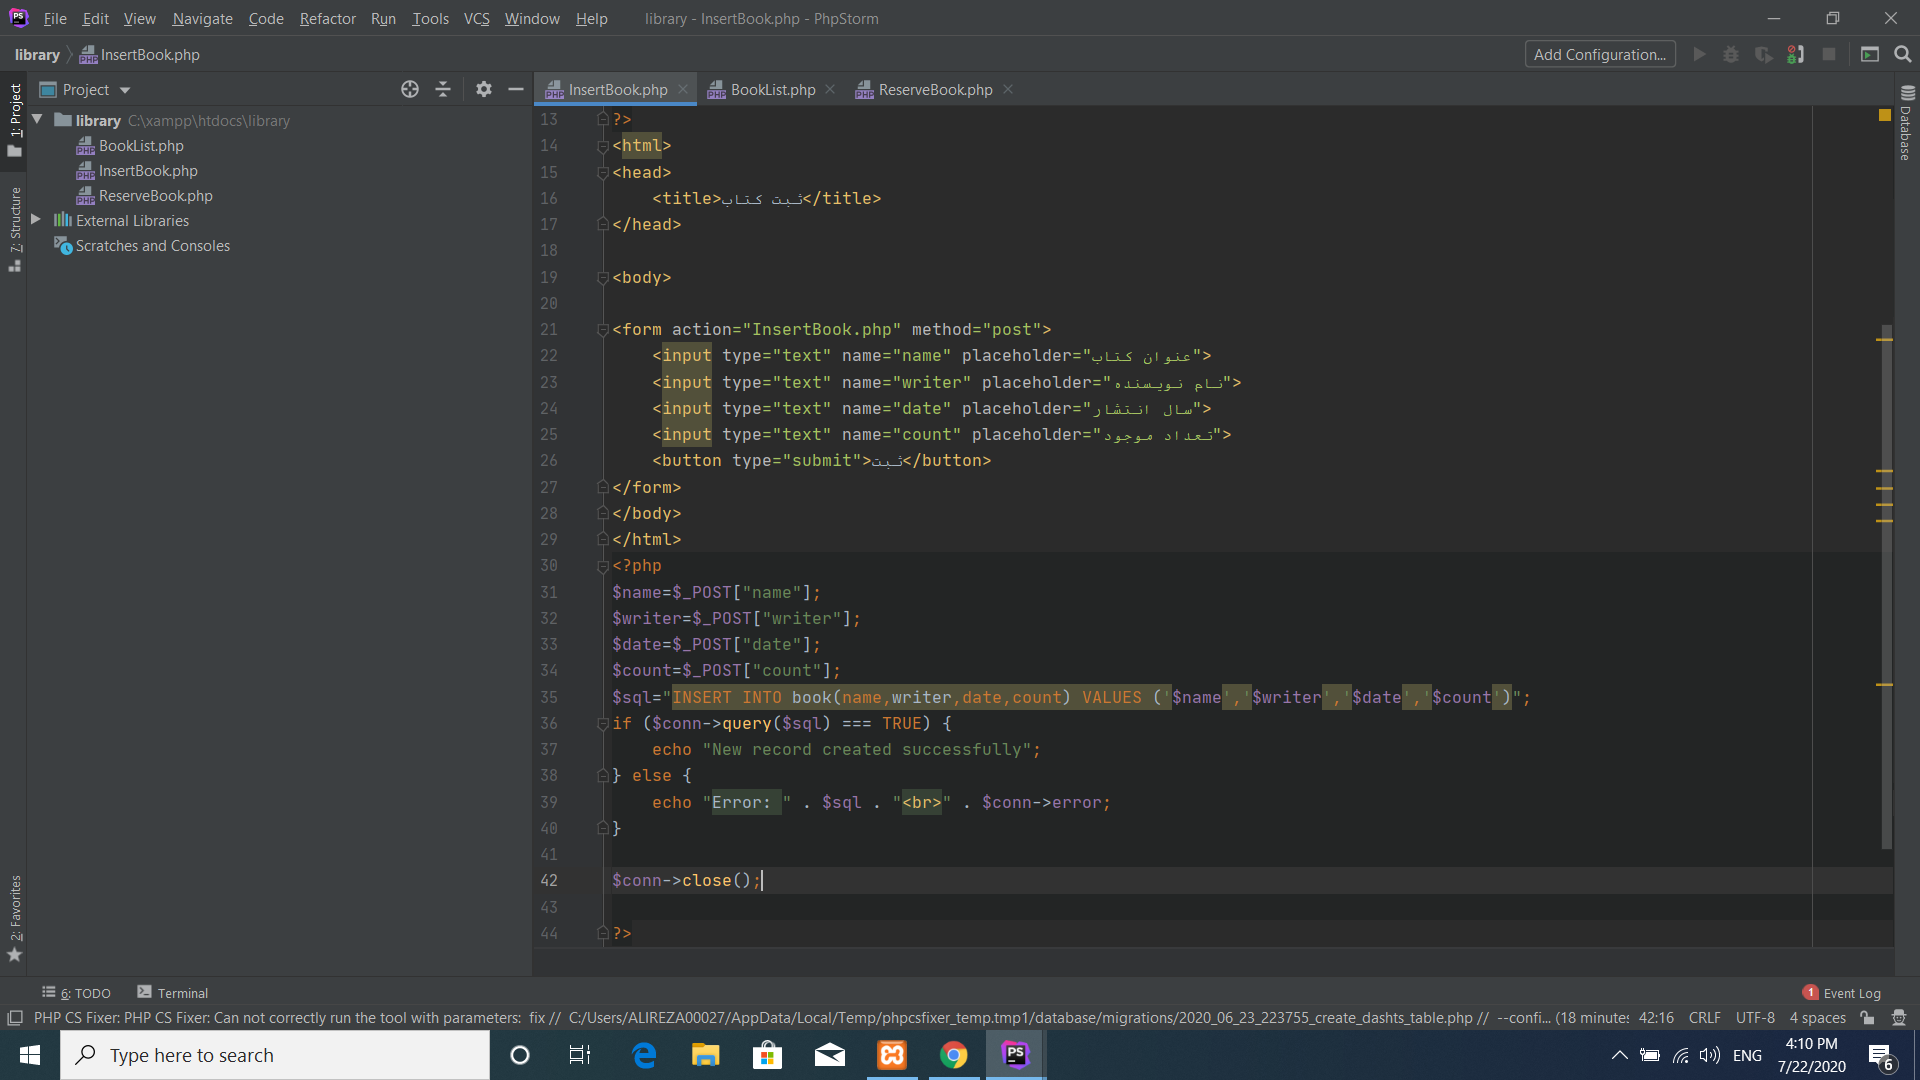 File Edit View Navigate Code Refactor Run Tools VCS Window Help library - InsertBook.php - PhpStorm
library InsertBook.php Add Configuration...
Project InsertBook.php BookList.php ReserveBook.php
1: Project
7: Structure
2: Favorites
Database
library C:\xampp\htdocs\library
BookList.php
InsertBook.php
ReserveBook.php
External Libraries
Scratches and Consoles
13 ?>
14 <html>
15 <head>
16 <title>ثبت کتاب</title>
17 </head>
18
19 <body>
20
21 <form action="InsertBook.php" method="post">
22 <input type="text" name="name" placeholder="عنوان کتاب">
23 <input type="text" name="writer" placeholder="نام نویسنده">
24 <input type="text" name="date" placeholder="سال انتشار">
25 <input type="text" name="count" placeholder="تعداد موجود">
26 <button type="submit">ثبت</button>
27 </form>
28 </body>
29 </html>
30 <?php
31 $name=$_POST["name"];
32 $writer=$_POST["writer"];
33 $date=$_POST["date"];
34 $count=$_POST["count"];
35 $sql="INSERT INTO book(name,writer,date,count) VALUES ('$name','$writer','$date','$count')";
36 if ($conn->query($sql) === TRUE) {
37 echo "New record created successfully";
38 } else {
39 echo "Error: " . $sql . "<br>" . $conn->error;
40 }
41
42 $conn->close();
43
44 ?>
6: TODO Terminal 1 Event Log
PHP CS Fixer: PHP CS Fixer: Can not correctly run the tool with parameters: fix // C:/Users/ALIREZA00027/AppData/Local/Temp/phpcsfixer_temp.tmp1/database/migrations/2020_06_23_223755_create_dashts_table.php // --confi... (18 minutes 42:16 CRLF UTF-8 4 spaces
Type here to search ENG 4:10 PM
7/22/2020 6